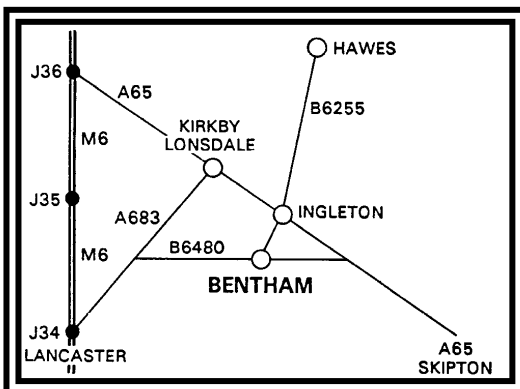 HAWES
J36
A65
B6255
KIRKBY
LONSDALE
M6
J35
INGLETON
A683
B6480
M6
BENTHAM
J34
LANCASTER
A65
SKIPTON